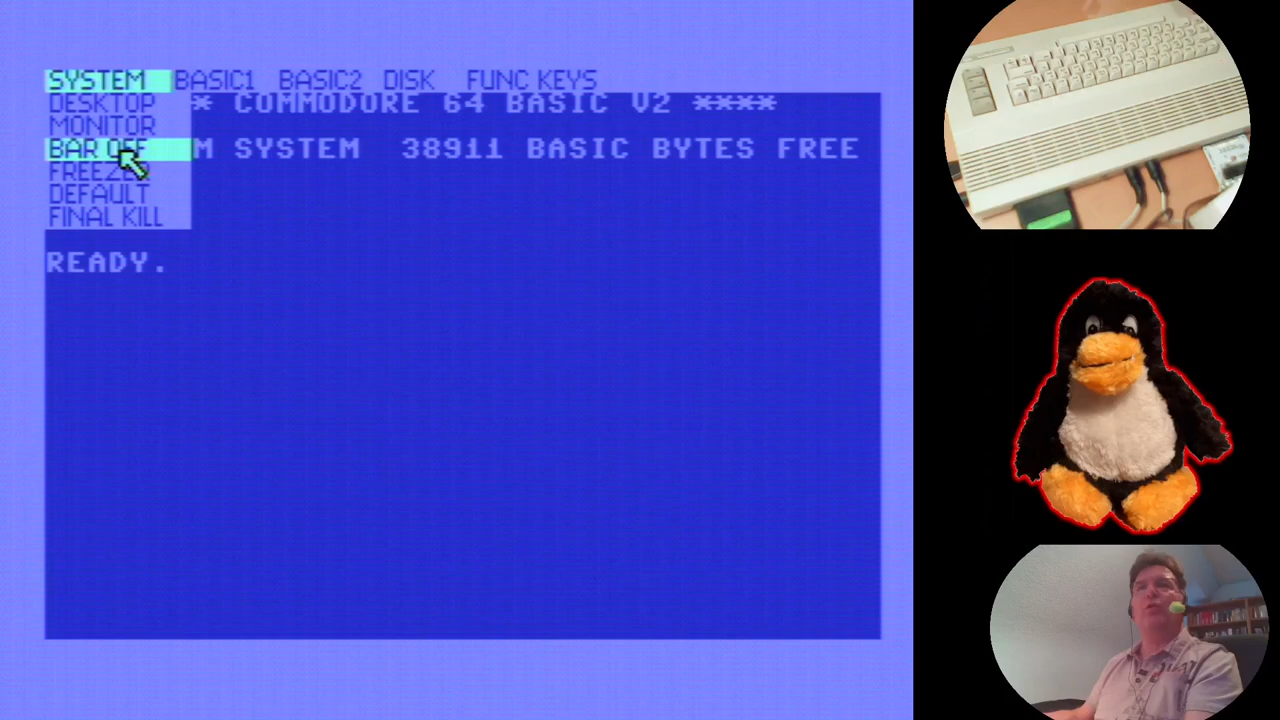 SYSTEM BASIC1 BASIC2 DISK FUNC KEYS
DESKTOP * COMMODORE 64 BASIC V2 ****
MONITOR
BAR OFF M SYSTEM 38911 BASIC BYTES FREE
FREEZER
DEFAULT
FINAL KILL
READY.